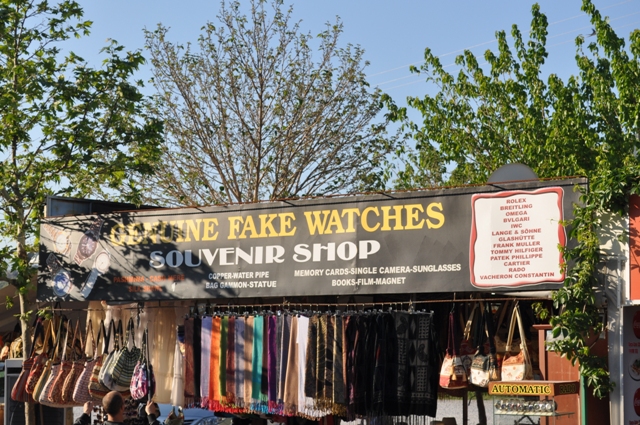 GENUINE FAKE WATCHES
SOUVENIR SHOP
COPPER-WATER PIPE
BAG GAMMON-STATUE
MEMORY CARDS-SINGLE CAMERA-SUNGLASSES
BOOKS-FILM-MAGNET
ROLEX
BREITLING
OMEGA
BVLGARI
IWC
LANGE & SÖHNE
GLASHÜTTE
FRANK MULLER
TOMMY HILFIGER
PATEK PHILIPPE
CARTIER
RADO
VACHERON CONSTANTIN
AUTOMATIC